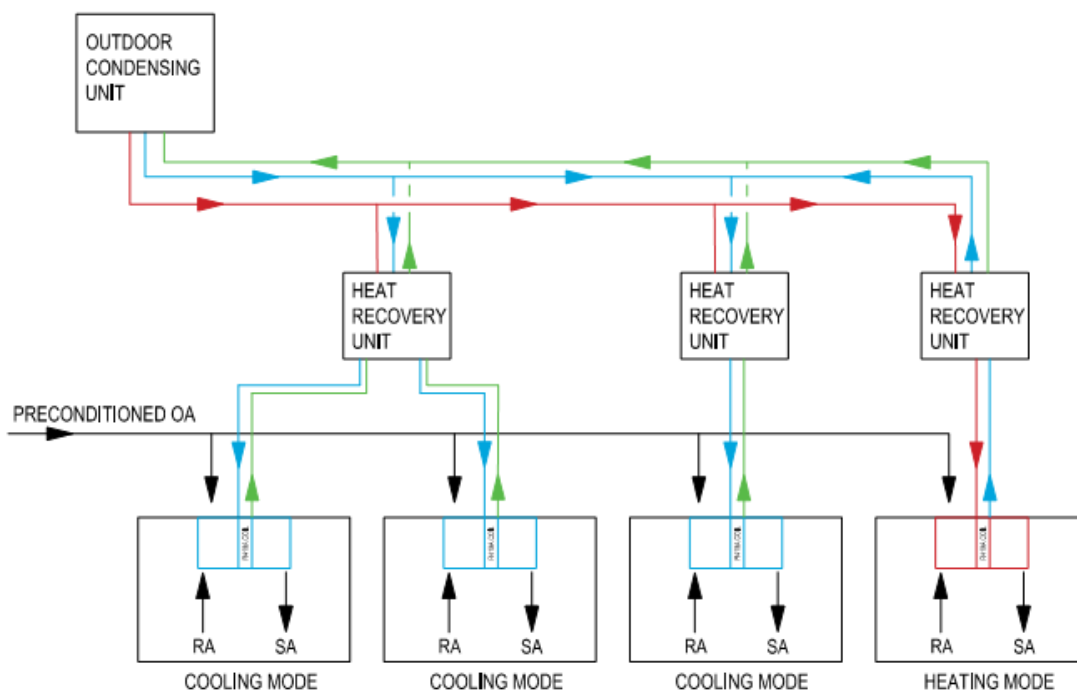 OUTDOOR
CONDENSING
UNIT
HEAT
RECOVERY
UNIT
HEAT
RECOVERY
UNIT
HEAT
RECOVERY
UNIT
PRECONDITIONED OA
RA
SA
RA
SA
RA
SA
RA
SA
COOLING MODE
COOLING MODE
COOLING MODE
HEATING MODE